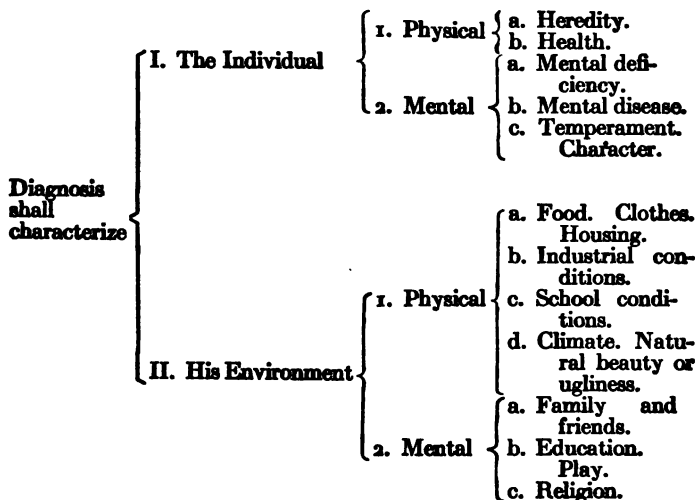 Diagnosis
shall
characterize
I. The Individual
1. Physical
a. Heredity.
b. Health.
2. Mental
a. Mental defi-
ciency.
b. Mental disease.
c. Temperament.
Character.
II. His Environment
1. Physical
a. Food. Clothes.
Housing.
b. Industrial con-
ditions.
c. School condi-
tions.
d. Climate. Natu-
ral beauty or
ugliness.
2. Mental
a. Family and
friends.
b. Education.
Play.
c. Religion.